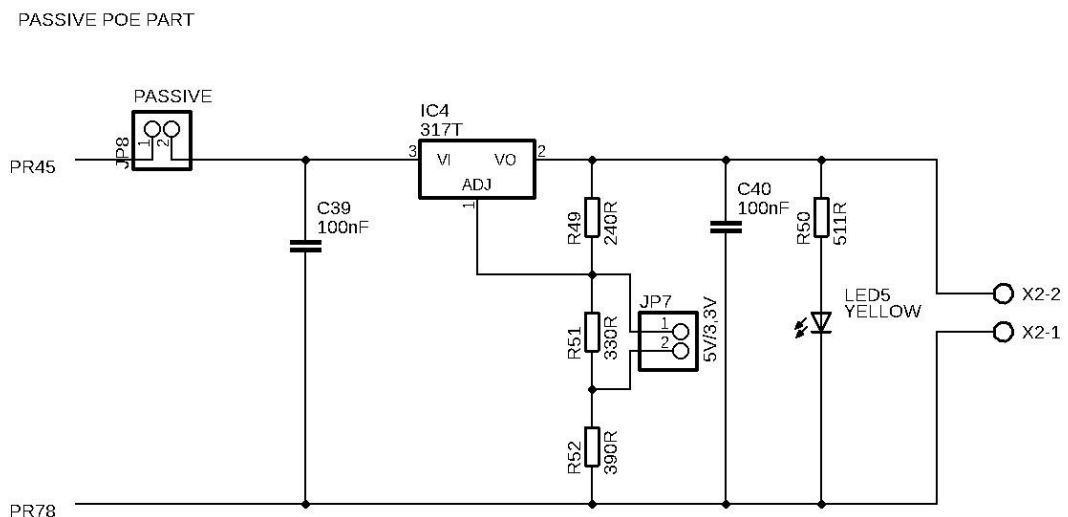 PASSIVE POE PART
PASSIVE
JP8
1
2
PR45
IC4
317T
3
VI
VO
2
ADJ
1
C39
100nF
R49
240R
C40
100nF
R50
511R
JP7
1
2
5V/3,3V
R51
330R
LED5
YELLOW
X2-2
X2-1
R52
390R
PR78